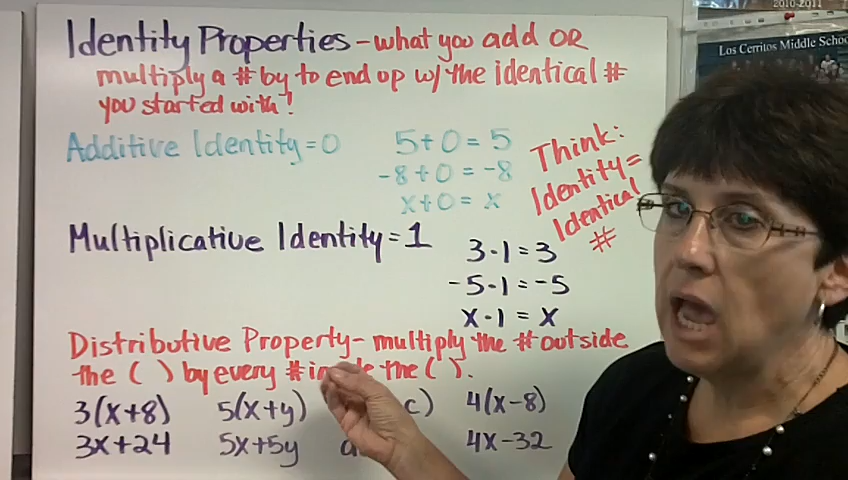 Identity Properties - what you add OR
multiply a # by to end up w/ the identical #
you started with!
Additive Identity = 0
5 + 0 = 5
-8 + 0 = -8
x + 0 = x
Think:
Identity =
Identical
#
Multiplicative Identity = 1
3 · 1 = 3
-5 · 1 = -5
x · 1 = x
Distributive Property - multiply the # outside
the ( ) by every # the ( ).
3(x+8) 5(x+y) c) 4(x-8)
3x+24 5x+5y a 4x-32
2010-2011
Los Cerritos Middle Schoo